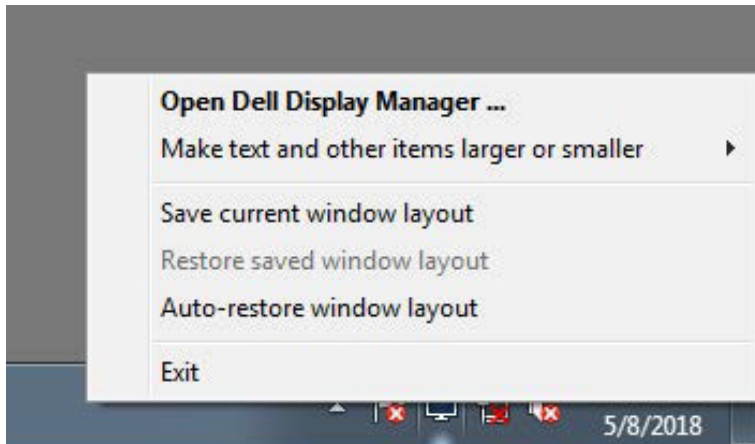 Open Dell Display Manager ...
Make text and other items larger or smaller
Save current window layout
Restore saved window layout
Auto-restore window layout
Exit
5/8/2018